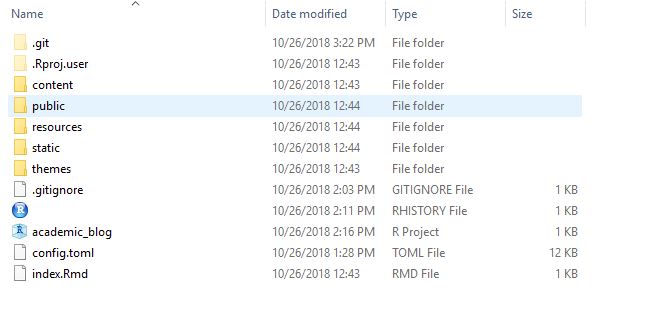 Name Date modified Type Size
.git 10/26/2018 3:22 PM File folder
.Rproj.user 10/26/2018 12:43 File folder
content 10/26/2018 12:43 File folder
public 10/26/2018 12:44 File folder
resources 10/26/2018 12:44 File folder
static 10/26/2018 12:44 File folder
themes 10/26/2018 12:43 File folder
.gitignore 10/26/2018 2:03 PM GITIGNORE File 1 KB
R 10/26/2018 2:11 PM RHISTORY File 1 KB
R academic_blog 10/26/2018 2:16 PM R Project 1 KB
config.toml 10/26/2018 1:28 PM TOML File 12 KB
index.Rmd 10/26/2018 12:43 RMD File 1 KB